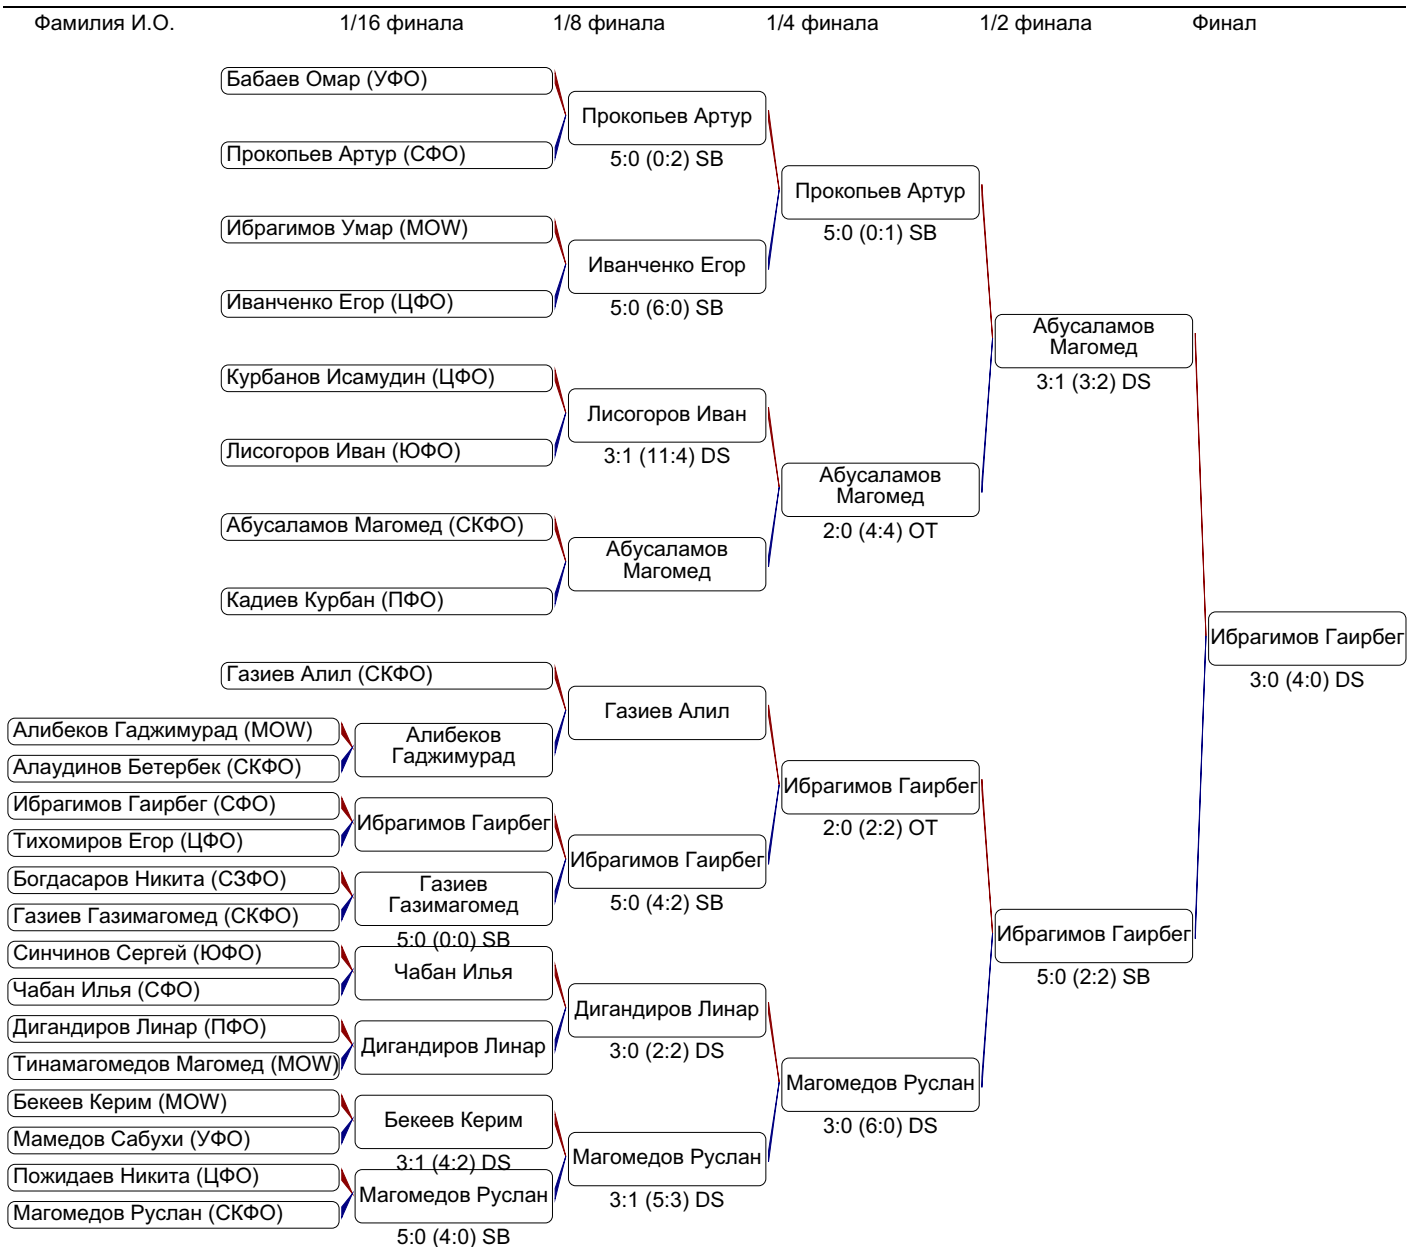 Фамилия И.О. 1/16 финала 1/8 финала 1/4 финала 1/2 финала Финал
Бабаев Омар (УФО)
Прокопьев Артур
Прокопьев Артур (СФО)
5:0 (0:2) SB
Прокопьев Артур
Ибрагимов Умар (MOW)
5:0 (0:1) SB
Иванченко Егор
Иванченко Егор (ЦФО)
5:0 (6:0) SB
Абусаламов
Магомед
Курбанов Исамудин (ЦФО)
3:1 (3:2) DS
Лисогоров Иван
Лисогоров Иван (ЮФО)
3:1 (11:4) DS
Абусаламов
Магомед
Абусаламов Магомед (СКФО)
2:0 (4:4) OT
Абусаламов
Магомед
Кадиев Курбан (ПФО)
Ибрагимов Гаирбег
Газиев Алил (СКФО)
3:0 (4:0) DS
Газиев Алил
Алибеков Гаджимурад (MOW)
Алибеков
Гаджимурад
Алаудинов Бетербек (СКФО)
Ибрагимов Гаирбег
Ибрагимов Гаирбег (СФО)
2:0 (2:2) OT
Ибрагимов Гаирбег
Тихомиров Егор (ЦФО)
Ибрагимов Гаирбег
Богдасаров Никита (СЗФО)
Газиев
Газимагомед
5:0 (4:2) SB
Газиев Газимагомед (СКФО)
5:0 (0:0) SB
Ибрагимов Гаирбег
Синчинов Сергей (ЮФО)
Чабан Илья
5:0 (2:2) SB
Чабан Илья (СФО)
Дигандиров Линар
Дигандиров Линар (ПФО)
Дигандиров Линар
3:0 (2:2) DS
Тинамагомедов Магомед (MOW)
Магомедов Руслан
Бекеев Керим (MOW)
Бекеев Керим
3:0 (6:0) DS
Мамедов Сабухи (УФО)
3:1 (4:2) DS
Магомедов Руслан
Пожидаев Никита (ЦФО)
Магомедов Руслан
3:1 (5:3) DS
Магомедов Руслан (СКФО)
5:0 (4:0) SB